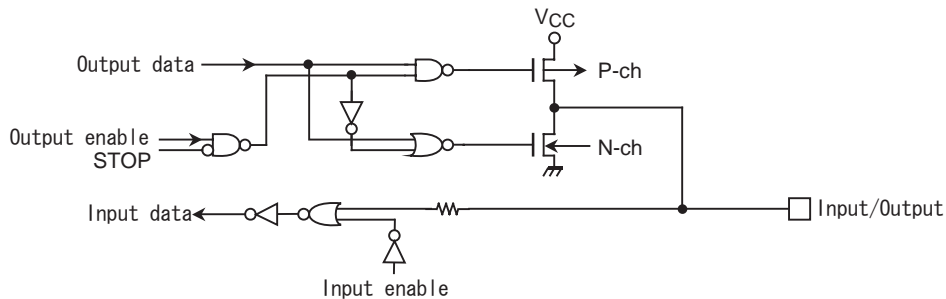 VCC
Output data
P-ch
Output enable
STOP
N-ch
Input data
Input/Output
Input enable